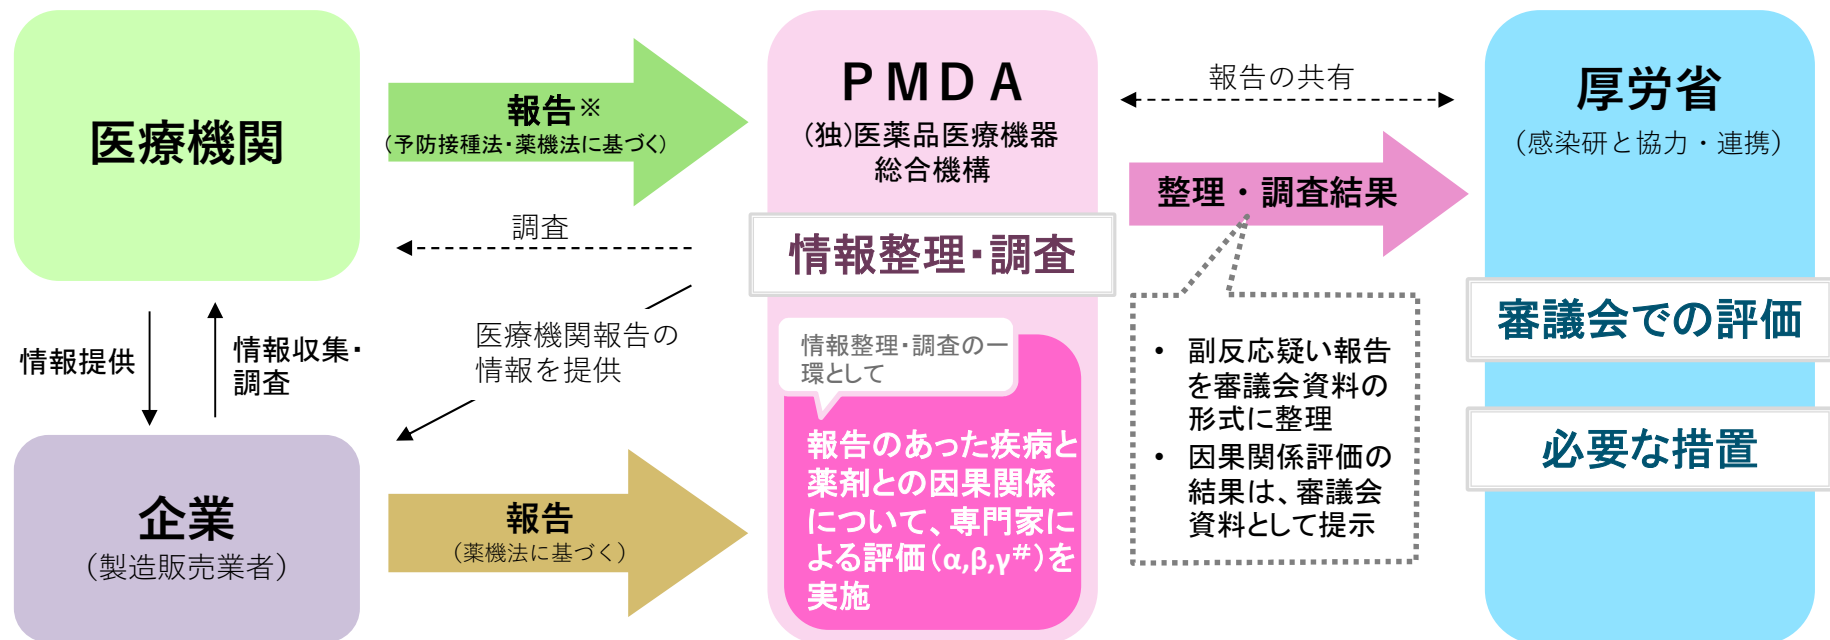 医療機関
報告※
(予防接種法・薬機法に基づく)
調査
情報提供
情報収集・
調査
医療機関報告の
情報を提供
企業
（製造販売業者）
報告
(薬機法に基づく)
ＰＭＤＡ
(独)医薬品医療機器
総合機構
情報整理・調査
情報整理・調査の一
環として
報告のあった疾病と
薬剤との因果関係
について、専門家に
よる評価(α,β,γ#)を
実施
報告の共有
整理・調査結果
• 副反応疑い報告
を審議会資料の
形式に整理
• 因果関係評価の
結果は、審議会
資料として提示
厚労省
（感染研と協力・連携）
審議会での評価
必要な措置